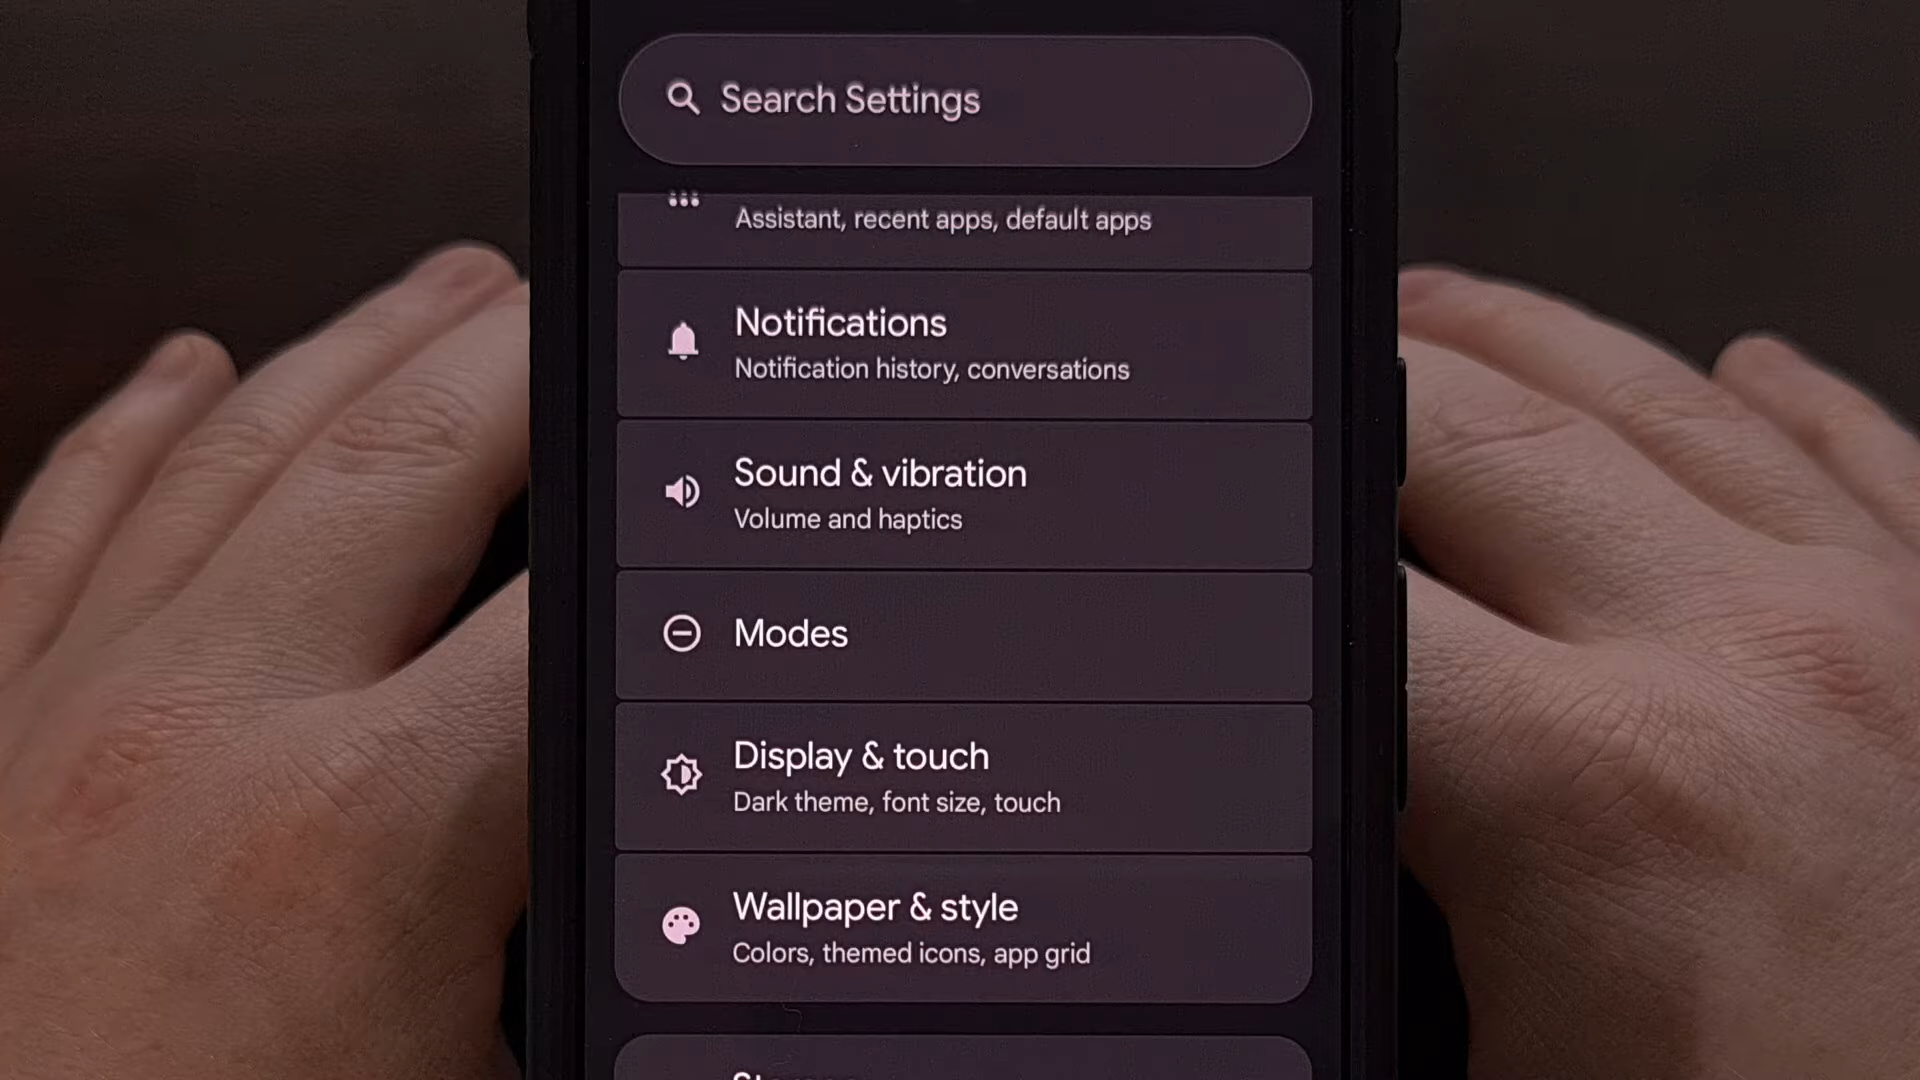 Search Settings
Assistant, recent apps, default apps
Notifications
Notification history, conversations
Sound & vibration
Volume and haptics
Modes
Display & touch
Dark theme, font size, touch
Wallpaper & style
Colors, themed icons, app grid